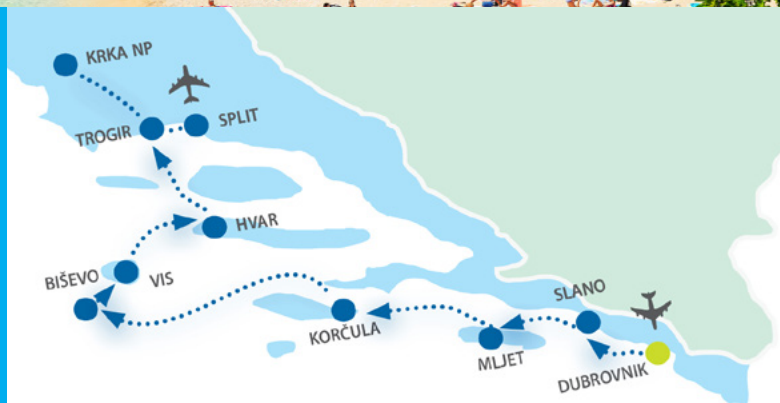 KRKA NP
SPLIT
TROGIR
HVAR
BIŠEVO
VIS
SLANO
KORČULA
MLJET
DUBROVNIK